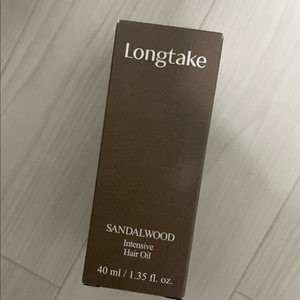 Longtake
SANDALWOOD
Intensive
Hair Oil
40 ml / 1.35 fl. oz.